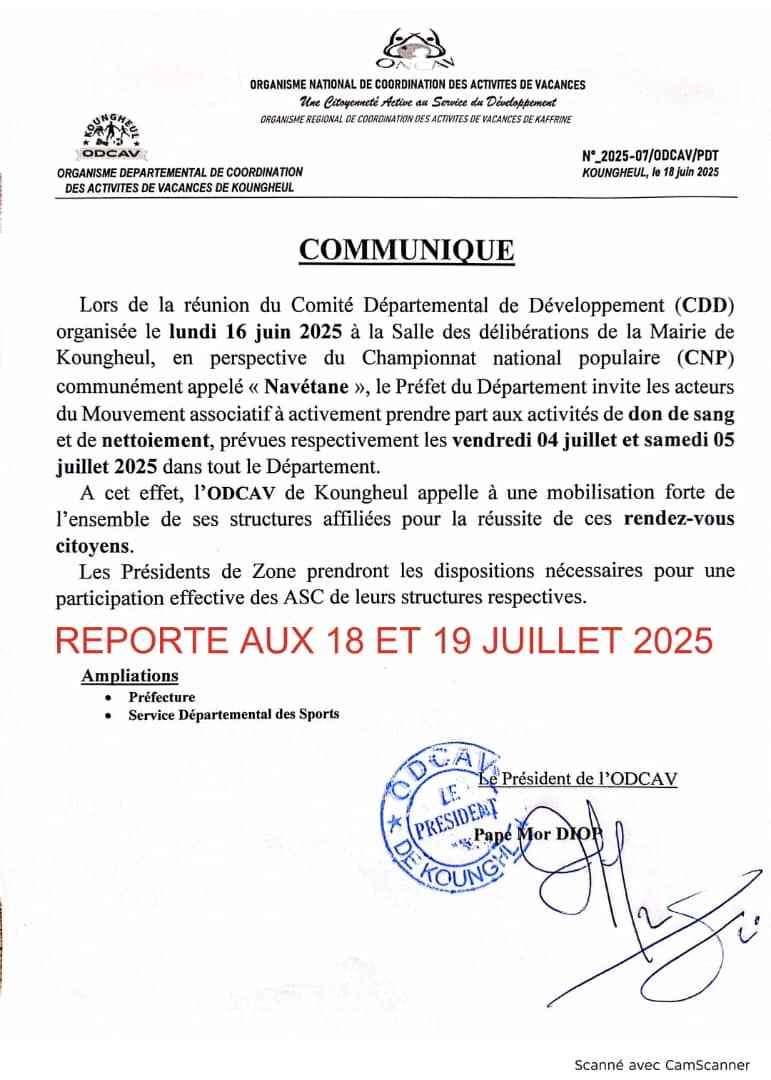 ONCAV
ORGANISME NATIONAL DE COORDINATION DES ACTIVITES DE VACANCES
Une Citoyenneté Active au Service du Développement
ORGANISME REGIONAL DE COORDINATION DES ACTIVITES DE VACANCES DE KAFFRINE
KOUNGHEUL
ODCAV
N°_2025-07/ODCAV/PDT
KOUNGHEUL, le 18 juin 2025
ORGANISME DEPARTEMENTAL DE COORDINATION
DES ACTIVITES DE VACANCES DE KOUNGHEUL
COMMUNIQUE
Lors de la réunion du Comité Départemental de Développement (CDD)
organisée le lundi 16 juin 2025 à la Salle des délibérations de la Mairie de
Koungheul, en perspective du Championnat national populaire (CNP)
communément appelé « Navétane », le Préfet du Département invite les acteurs
du Mouvement associatif à activement prendre part aux activités de don de sang
et de nettoiement, prévues respectivement les vendredi 04 juillet et samedi 05
juillet 2025 dans tout le Département.
A cet effet, l’ODCAV de Koungheul appelle à une mobilisation forte de
l’ensemble de ses structures affiliées pour la réussite de ces rendez-vous
citoyens.
Les Présidents de Zone prendront les dispositions nécessaires pour une
participation effective des ASC de leurs structures respectives.
REPORTE AUX 18 ET 19 JUILLET 2025
Ampliations
• Préfecture
• Service Départemental des Sports
Le Président de l’ODCAV
Pape Mor DIOP
ODCAV
LE
PRESIDENT
DE KOUNGHL
Scanné avec CamScanner